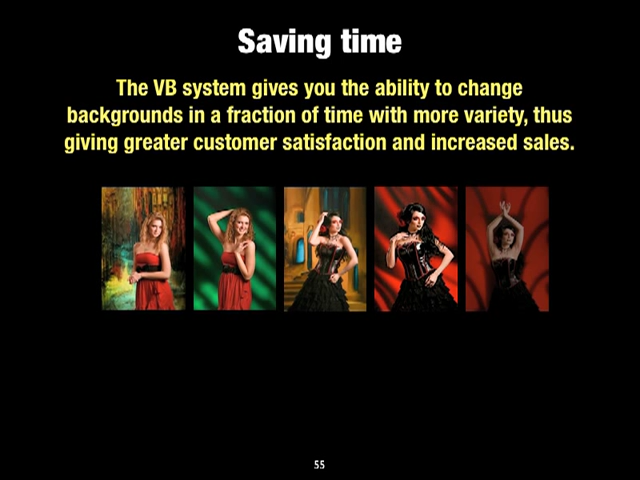 Saving time
The VB system gives you the ability to change
backgrounds in a fraction of time with more variety, thus
giving greater customer satisfaction and increased sales.
55